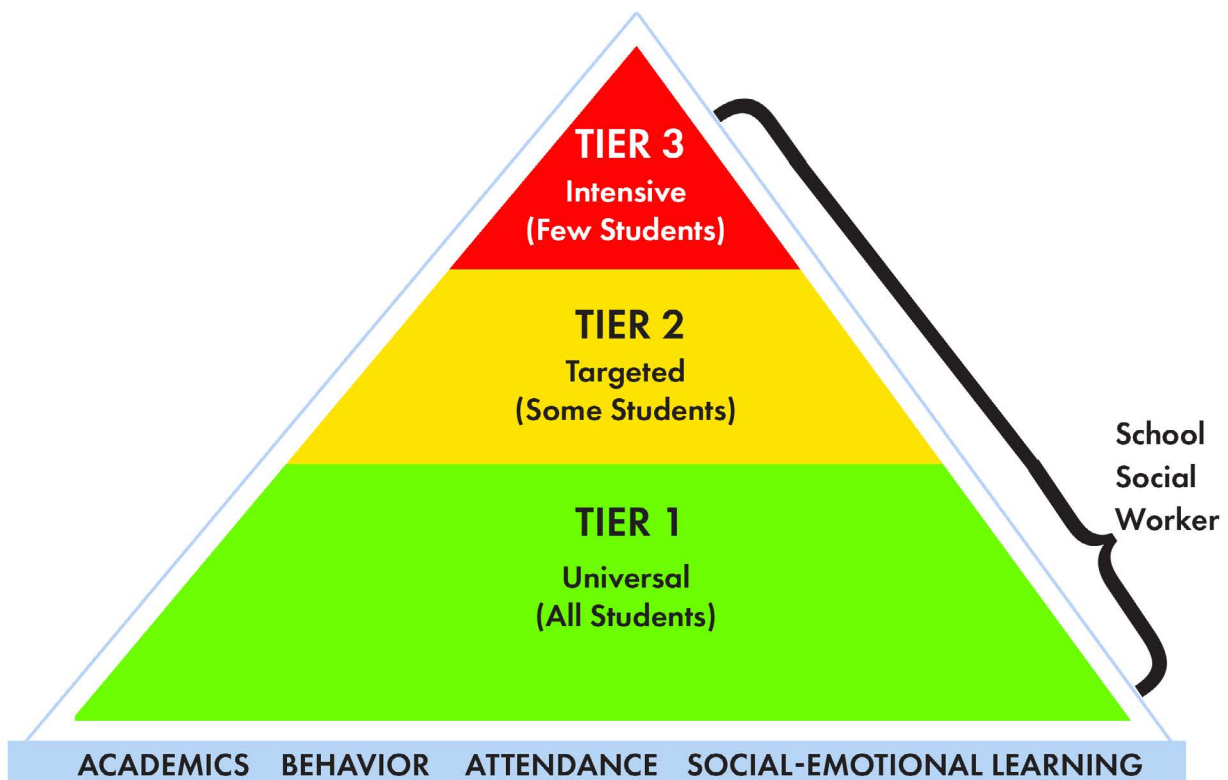 TIER 3
Intensive
(Few Students)
TIER 2
Targeted
(Some Students)
TIER 1
Universal
(All Students)
School
Social
Worker
ACADEMICS BEHAVIOR ATTENDANCE SOCIAL-EMOTIONAL LEARNING